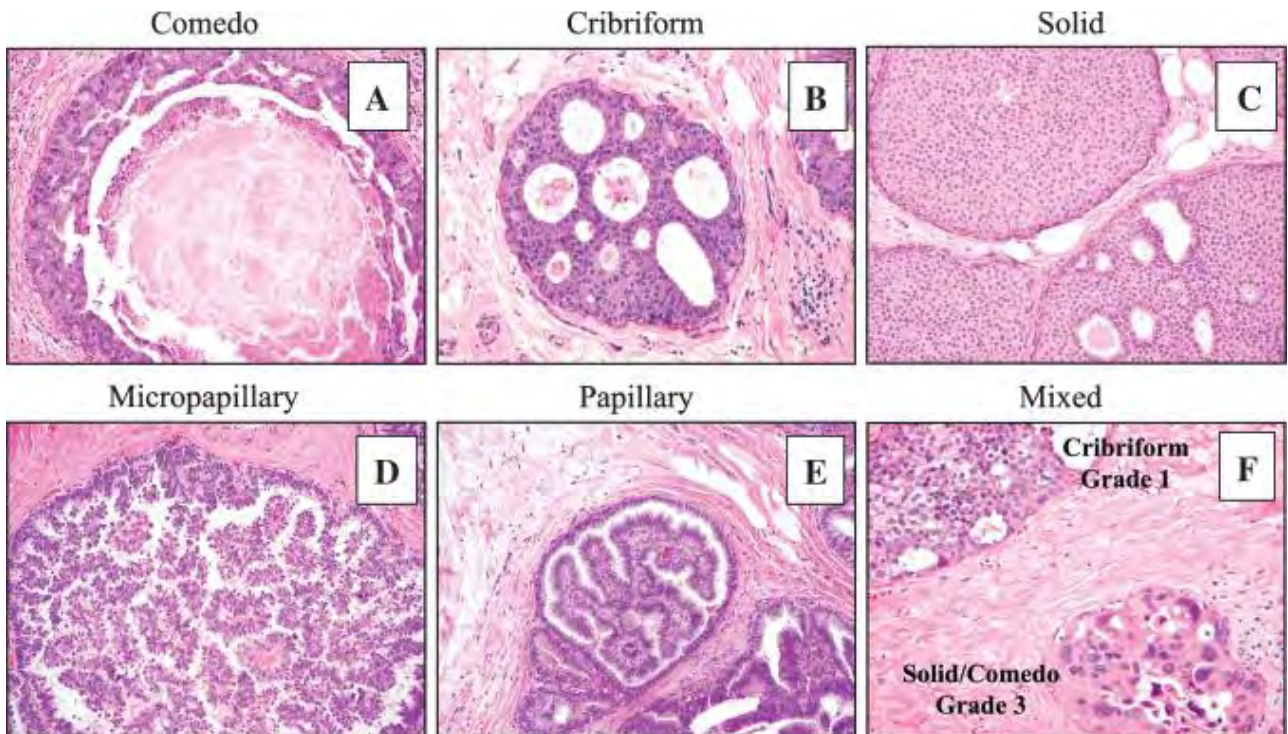 Comedo
Cribriform
Solid
A
B
C
Micropapillary
Papillary
Mixed
D
E
F
Cribriform
Grade 1
Solid/Comedo
Grade 3